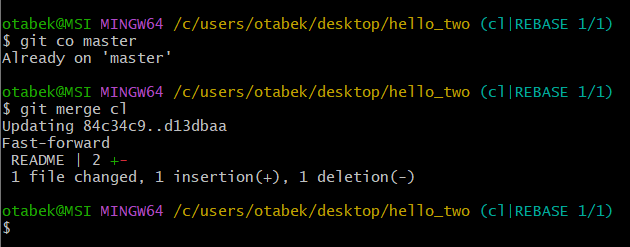 otabek@MSI MINGW64 /c/users/otabek/desktop/hello_two (cl|REBASE 1/1)
$ git co master
Already on 'master'
otabek@MSI MINGW64 /c/users/otabek/desktop/hello_two (cl|REBASE 1/1)
$ git merge cl
Updating 84c34c9..d13dbaa
Fast-forward
 README | 2 +-
 1 file changed, 1 insertion(+), 1 deletion(-)
otabek@MSI MINGW64 /c/users/otabek/desktop/hello_two (cl|REBASE 1/1)
$